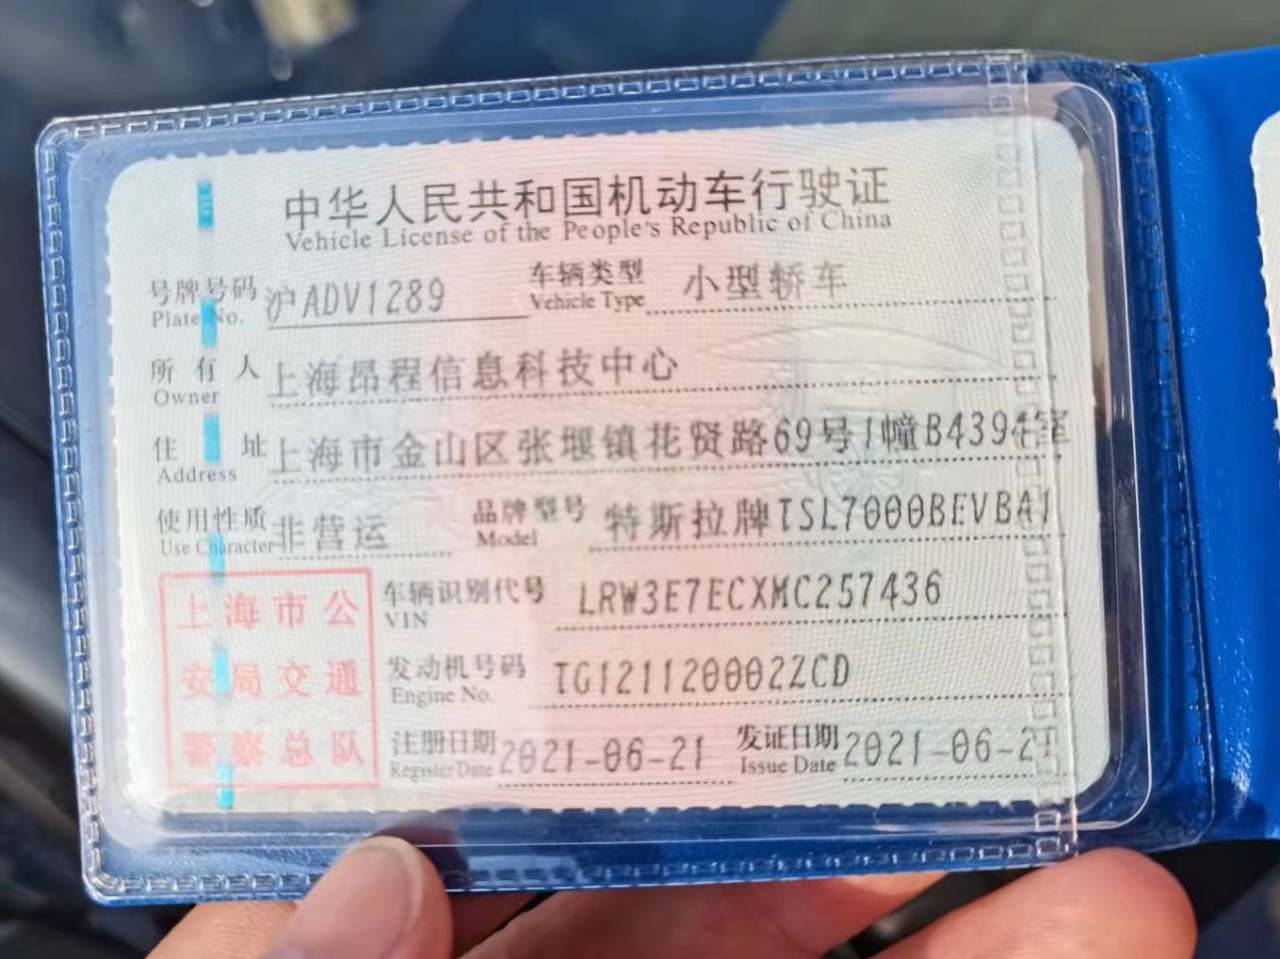 中华人民共和国机动车行驶证
Vehicle License of the People's Republic of China
号牌号码 沪ADV1289 车辆类型 小型轿车
Plate No. Vehicle Type
所有人 上海昂程信息科技中心
Owner
住址 上海市金山区张堰镇花贤路69号1幢B4394室
Address
使用性质 非营运 品牌型号 特斯拉牌TSL7000BEVBA1
Use Character Model
上海市公 车辆识别代号 LRW3E7ECXMC257436
VIN
安局交通 发动机号码 TG121120002ZCD
Engine No.
警察总队 注册日期 2021-06-21 发证日期 2021-06-21
Register Date Issue Date